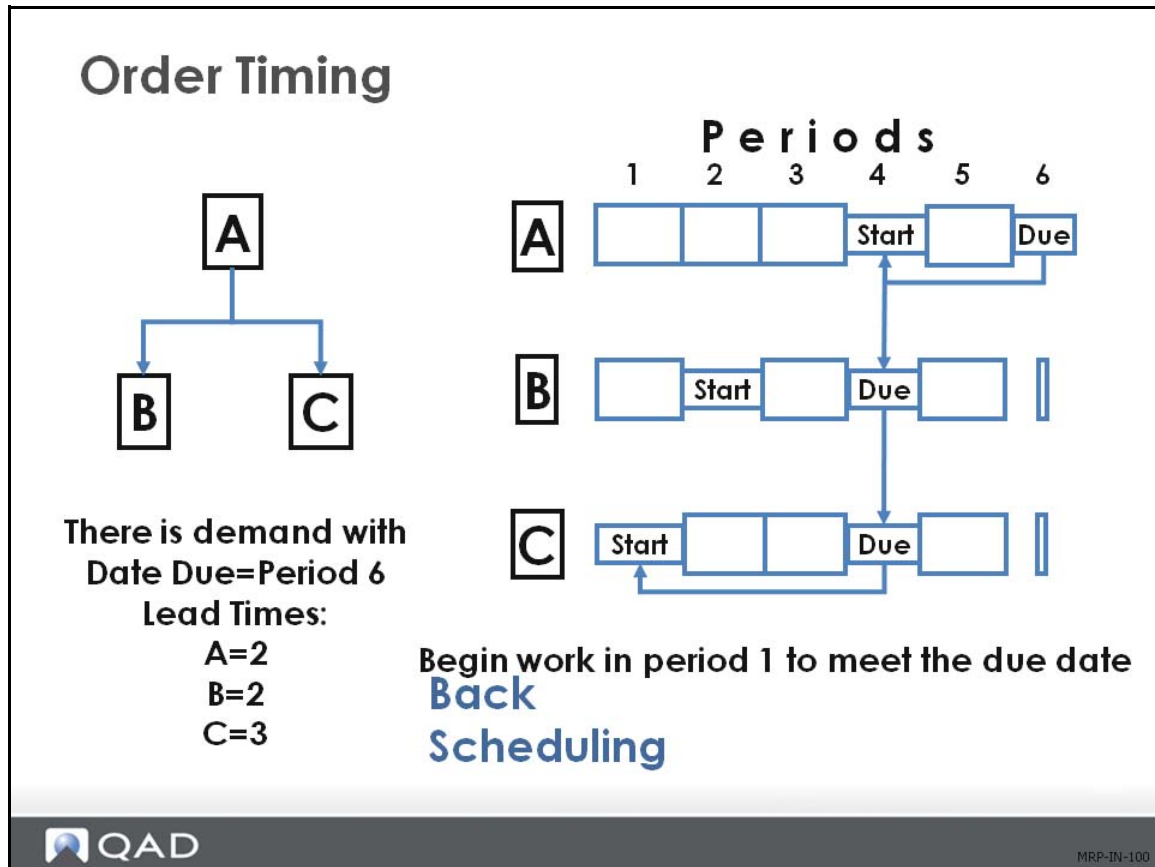 Order Timing
Periods
1 2 3 4 5 6
A
A Start Due
B C
B Start Due
C Start Due
There is demand with
Date Due=Period 6
Lead Times:
A=2
B=2
C=3
Begin work in period 1 to meet the due date
Back
Scheduling
QAD
MRP-IN-100